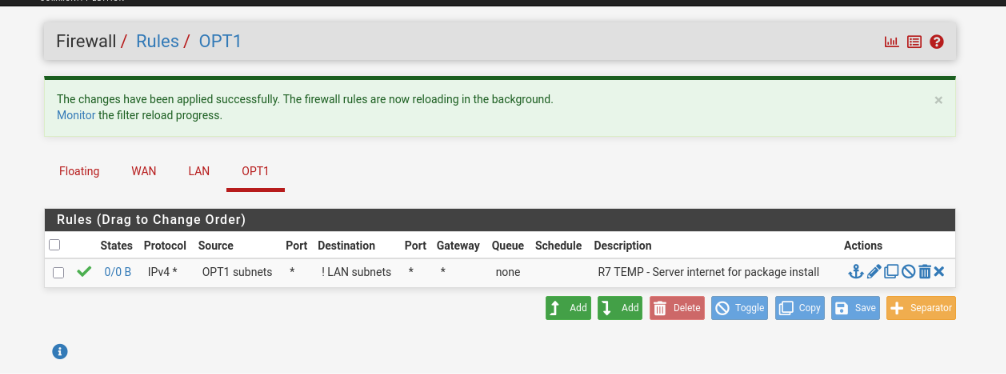 Firewall / Rules / OPT1
The changes have been applied successfully. The firewall rules are now reloading in the background.
Monitor the filter reload progress.
×
Floating WAN LAN OPT1
Rules (Drag to Change Order)
States Protocol Source Port Destination Port Gateway Queue Schedule Description Actions
0/0 B IPv4 * OPT1 subnets * ! LAN subnets * * none R7 TEMP - Server internet for package install
Add Add Delete Toggle Copy Save Separator